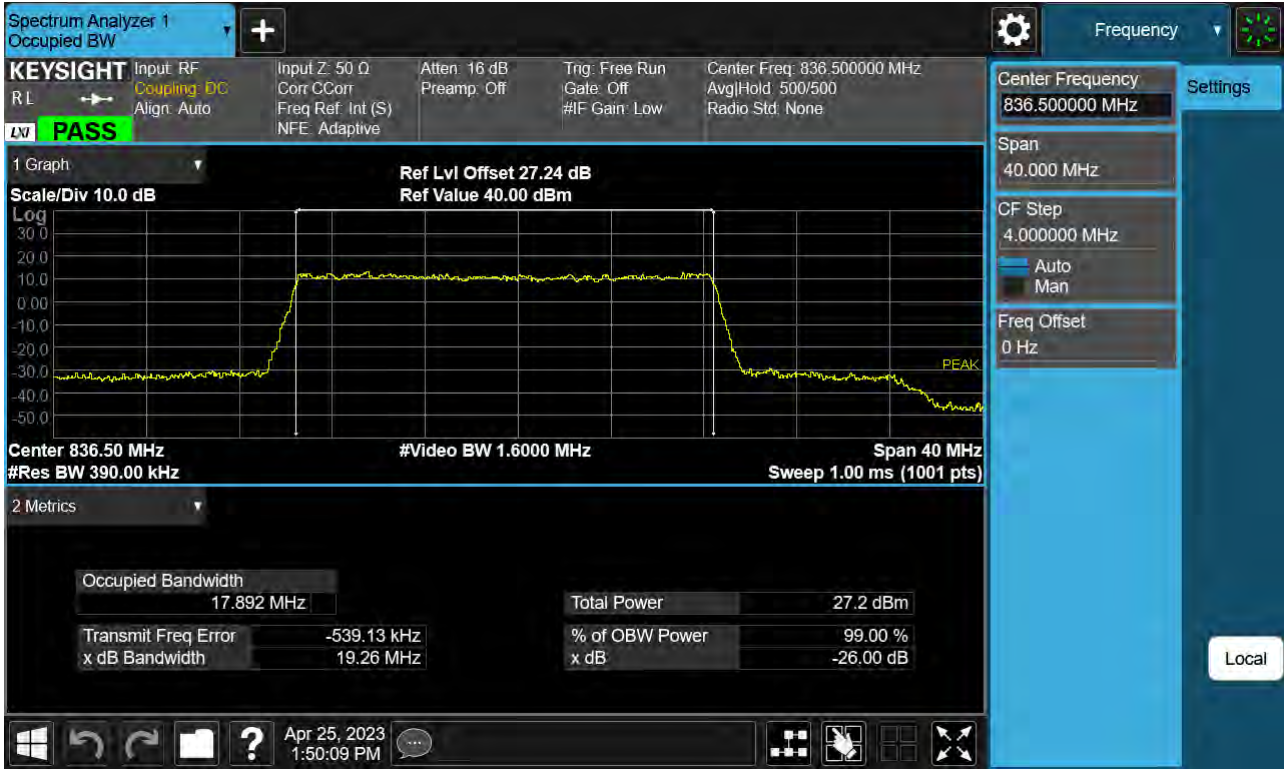 Spectrum Analyzer 1
Occupied BW
Frequency
KEYSIGHT
R L
LXI PASS
Input: RF
Coupling: DC
Align: Auto
Input Z: 50 Ω
Corr CCorr
Freq Ref: Int (S)
NFE: Adaptive
Atten: 16 dB
Preamp: Off
Trig: Free Run
Gate: Off
#IF Gain: Low
Center Freq: 836.500000 MHz
Avg|Hold: 500/500
Radio Std: None
Center Frequency
836.500000 MHz
Settings
Span
40.000 MHz
CF Step
4.000000 MHz
Auto
Man
Freq Offset
0 Hz
Local
1 Graph
Scale/Div 10.0 dB
Ref Lvl Offset 27.24 dB
Ref Value 40.00 dBm
Log
30.0
20.0
10.0
0.00
-10.0
-20.0
-30.0
-40.0
-50.0
PEAK
Center 836.50 MHz
#Video BW 1.6000 MHz
Span 40 MHz
#Res BW 390.00 kHz
Sweep 1.00 ms (1001 pts)
2 Metrics
Occupied Bandwidth
17.892 MHz
Total Power 27.2 dBm
Transmit Freq Error -539.13 kHz
% of OBW Power 99.00 %
x dB Bandwidth 19.26 MHz
x dB -26.00 dB
?
Apr 25, 2023
1:50:09 PM